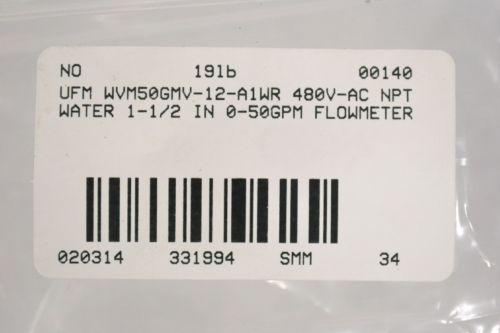 NO 19lb 00140
UFM WVM50GMV-12-A1WR 480V-AC NPT
WATER 1-1/2 IN 0-50GPM FLOWMETER
020314 331994 SMM 34